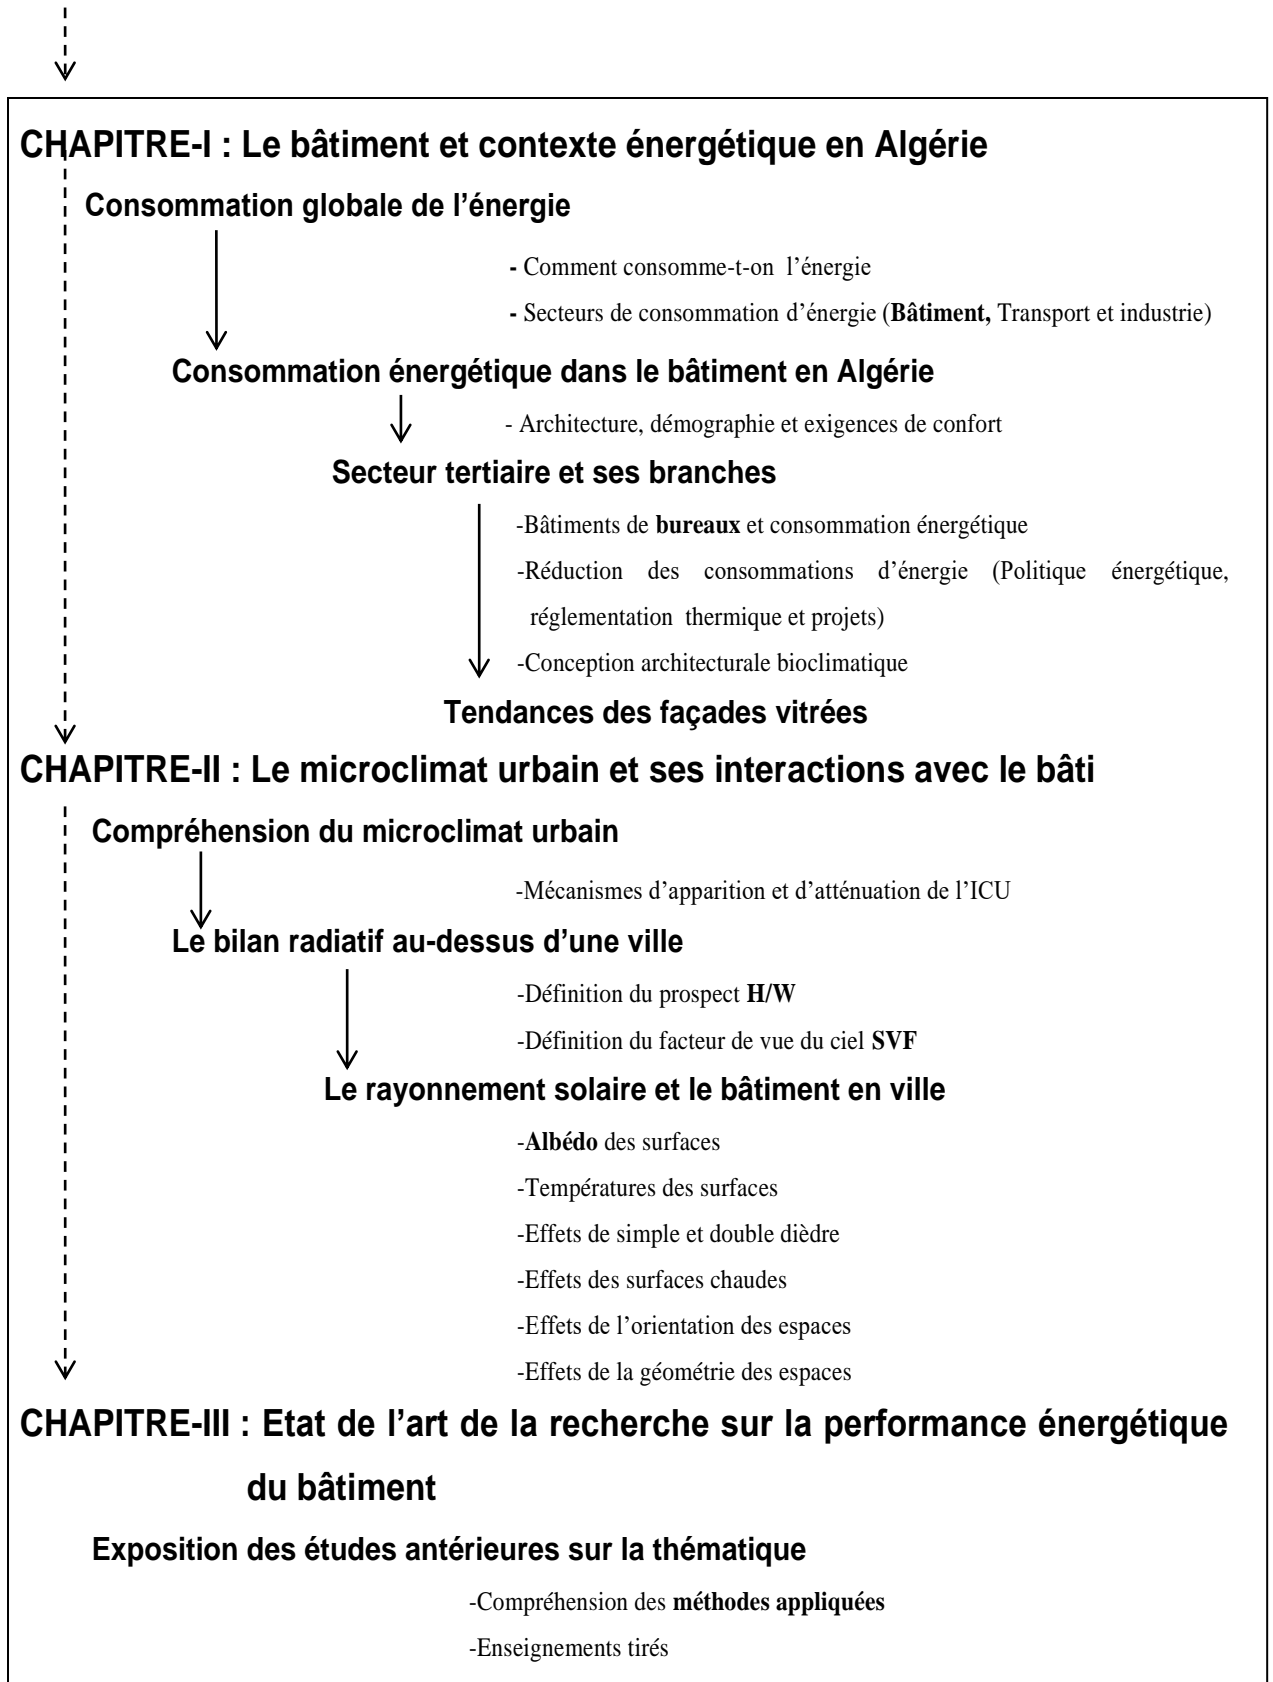 CHAPITRE-I : Le bâtiment et contexte énergétique en Algérie
Consommation globale de l’énergie
- Comment consomme-t-on l’énergie
- Secteurs de consommation d’énergie (Bâtiment, Transport et industrie)
Consommation énergétique dans le bâtiment en Algérie
- Architecture, démographie et exigences de confort
Secteur tertiaire et ses branches
-Bâtiments de bureaux et consommation énergétique
-Réduction des consommations d’énergie (Politique énergétique,
réglementation thermique et projets)
-Conception architecturale bioclimatique
Tendances des façades vitrées
CHAPITRE-II : Le microclimat urbain et ses interactions avec le bâti
Compréhension du microclimat urbain
-Mécanismes d’apparition et d’atténuation de l’ICU
Le bilan radiatif au-dessus d’une ville
-Définition du prospect H/W
-Définition du facteur de vue du ciel SVF
Le rayonnement solaire et le bâtiment en ville
-Albédo des surfaces
-Températures des surfaces
-Effets de simple et double dièdre
-Effets des surfaces chaudes
-Effets de l’orientation des espaces
-Effets de la géométrie des espaces
CHAPITRE-III : Etat de l’art de la recherche sur la performance énergétique
du bâtiment
Exposition des études antérieures sur la thématique
-Compréhension des méthodes appliquées
-Enseignements tirés